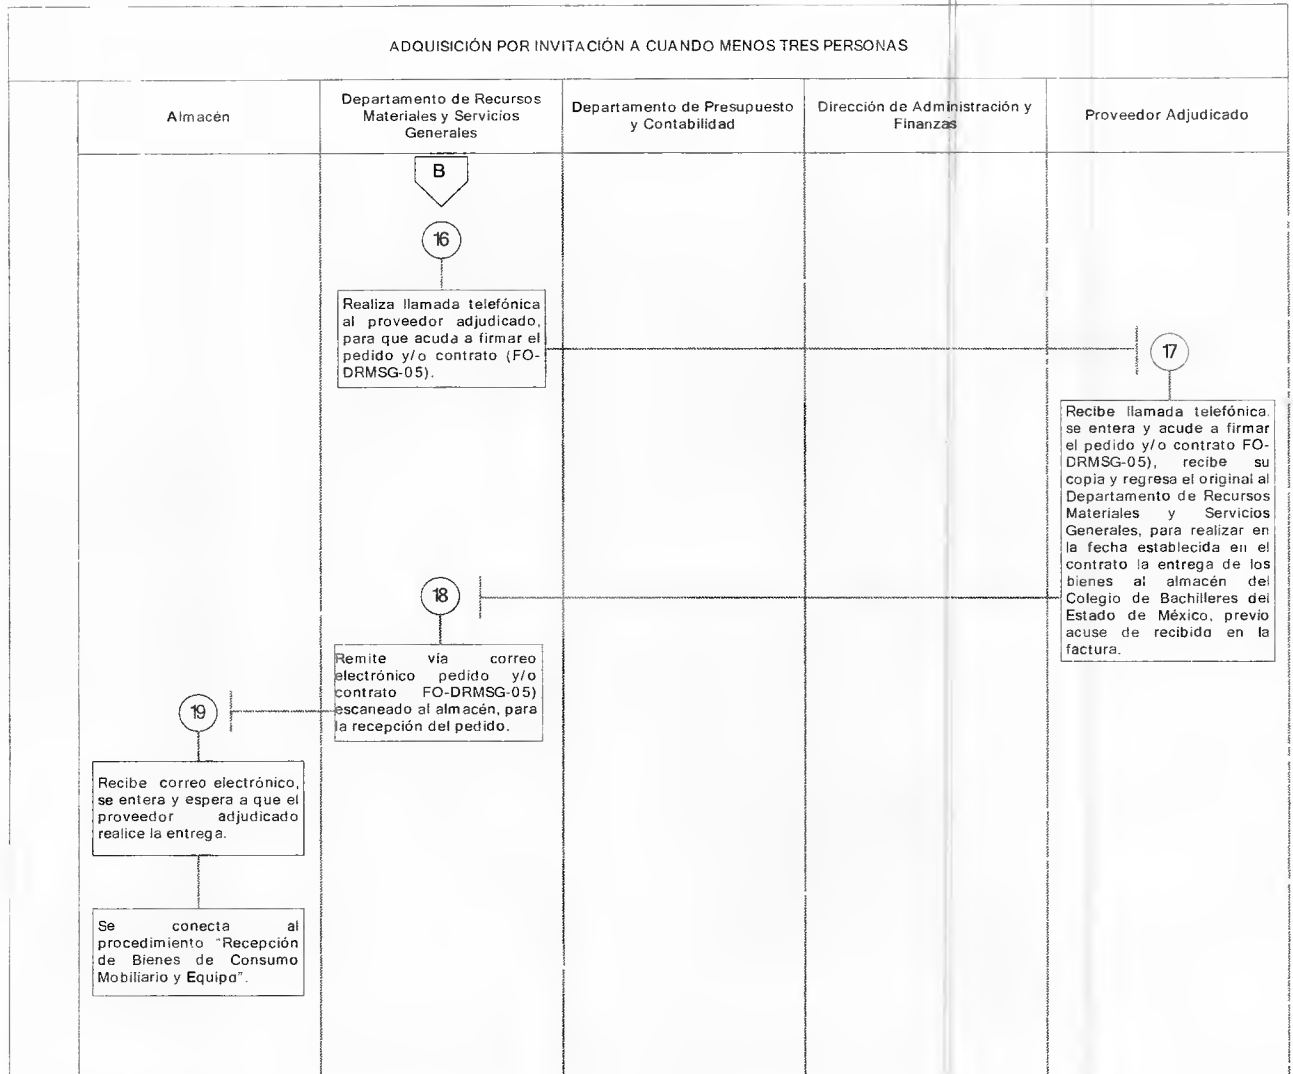 ADQUISICIÓN POR INVITACIÓN A CUANDO MENOS TRES PERSONAS
Almacén
Departamento de Recursos
Materiales y Servicios
Generales
Departamento de Presupuesto
y Contabilidad
Dirección de Administración y
Finanzas
Proveedor Adjudicado
B
16
Realiza llamada telefónica
al proveedor adjudicado,
para que acuda a firmar el
pedido y/o contrato (FO-
DRMSG-05).
17
Recibe llamada telefónica.
se entera y acude a firmar
el pedido y/o contrato FO-
DRMSG-05), recibe su
copia y regresa el original al
Departamento de Recursos
Materiales y Servicios
Generales, para realizar en
la fecha establecida en el
contrato la entrega de los
bienes al almacén del
Colegio de Bachilleres del
Estado de México, previo
acuse de recibido en la
factura.
18
Remite vía correo
electrónico pedido y/o
contrato FO-DRMSG-05)
escaneado al almacén, para
la recepción del pedido.
19
Recibe correo electrónico,
se entera y espera a que el
proveedor adjudicado
realice la entrega.
Se conecta al
procedimiento "Recepción
de Bienes de Consumo
Mobiliario y Equipo".